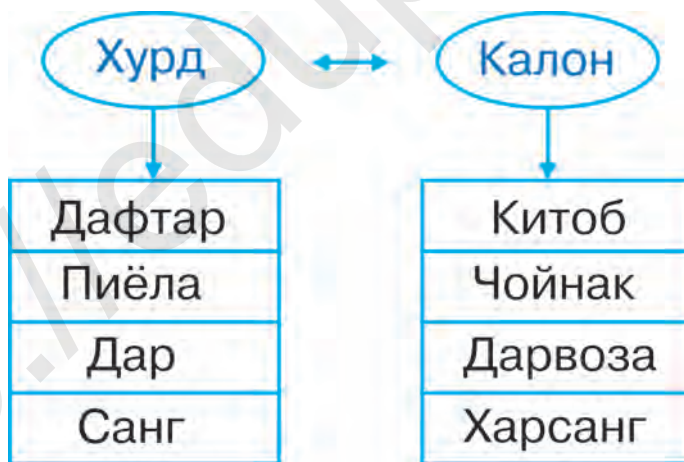 Хурд Калон
Дафтар Китоб
Пиёла Чойнак
Дар Дарвоза
Санг Харсанг